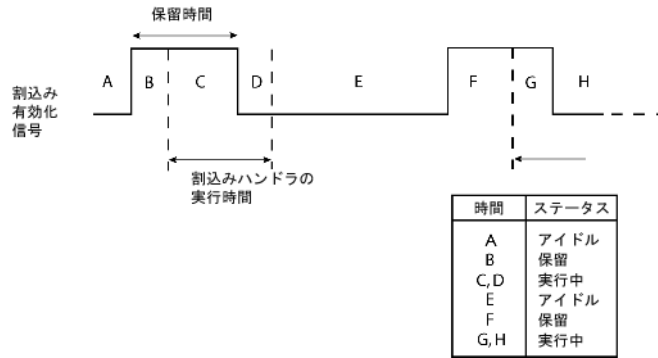 保留時間
A B C D E F G H
割込み
有効化
信号
割込みハンドラの
実行時間
時間 ステータス
A アイドル
B 保留
C,D 実行中
E アイドル
F 保留
G,H 実行中